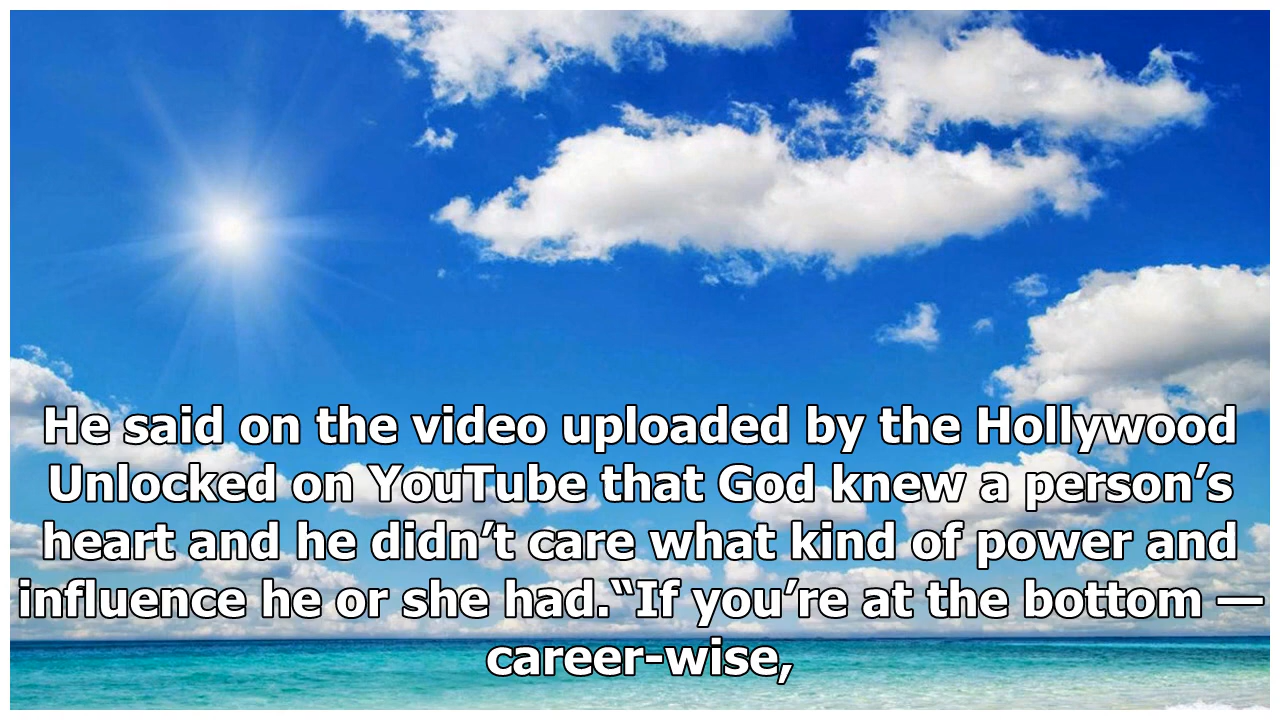 He said on the video uploaded by the Hollywood
Unlocked on YouTube that God knew a person’s
heart and he didn’t care what kind of power and
influence he or she had.“If you’re at the bottom —
career-wise,